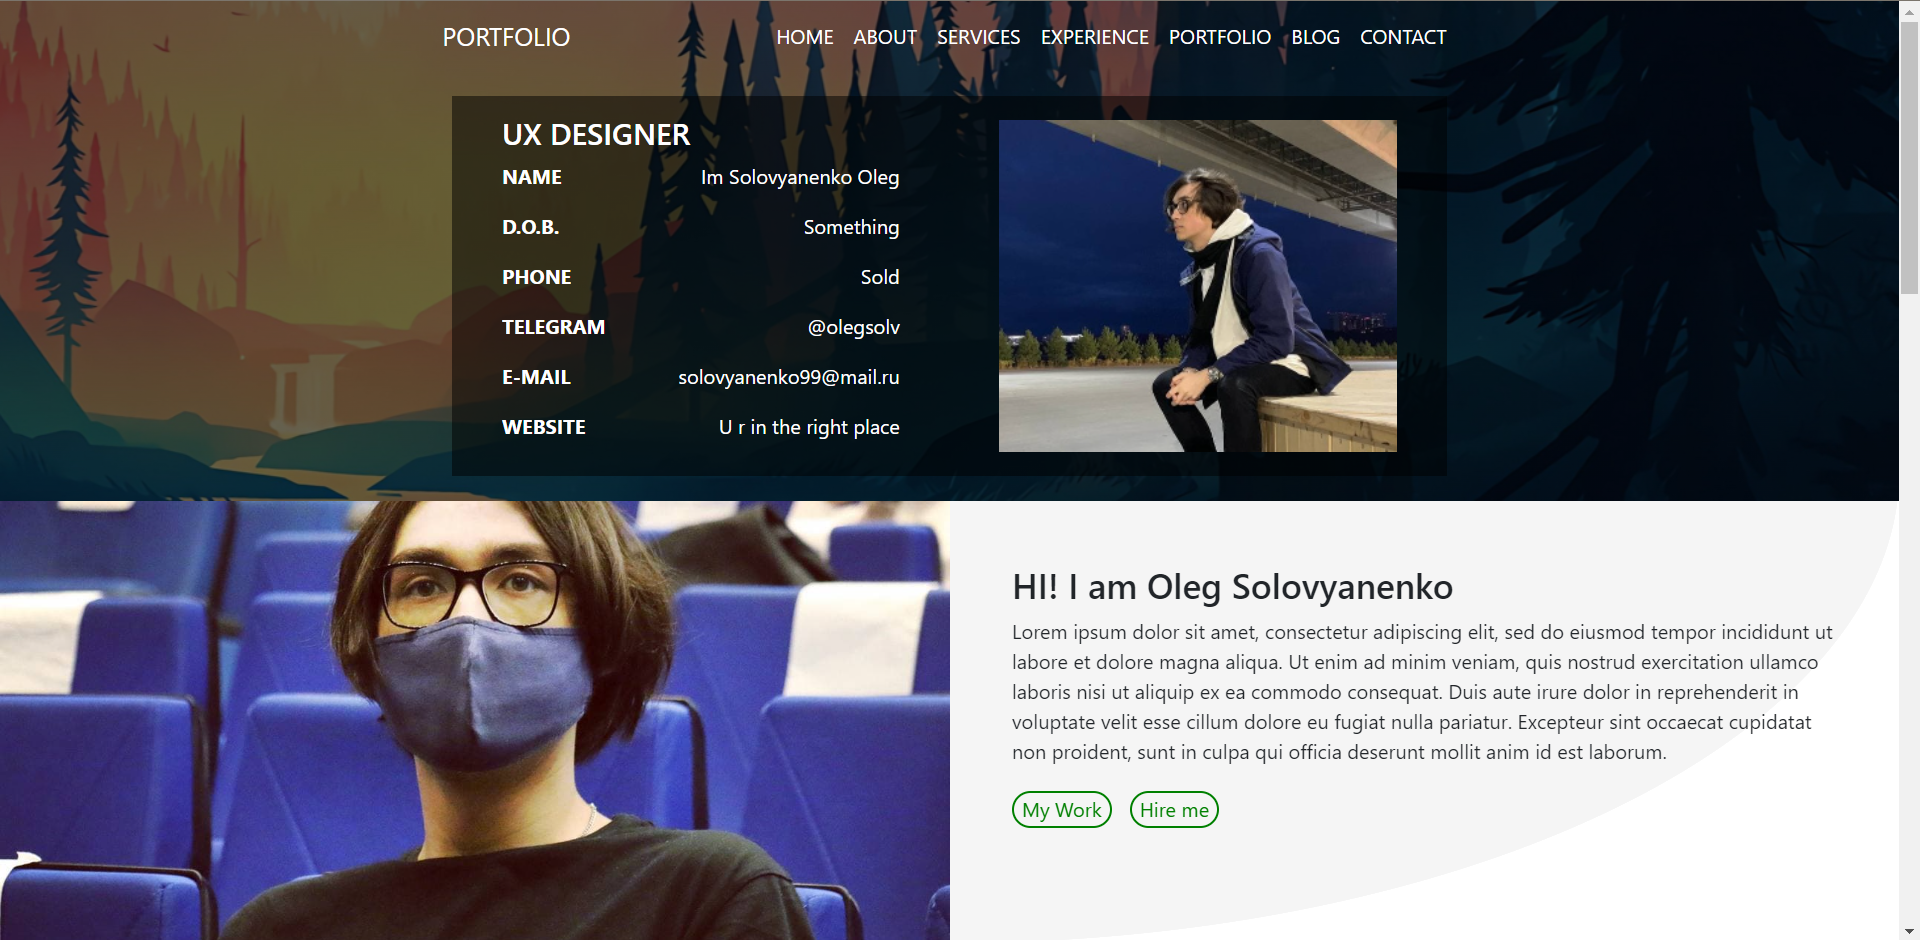 PORTFOLIO HOME ABOUT SERVICES EXPERIENCE PORTFOLIO BLOG CONTACT
UX DESIGNER
NAME Im Solovyanenko Oleg
D.O.B. Something
PHONE Sold
TELEGRAM @olegsolv
E-MAIL solovyanenko99@mail.ru
WEBSITE U r in the right place
HI! I am Oleg Solovyanenko
Lorem ipsum dolor sit amet, consectetur adipiscing elit, sed do eiusmod tempor incididunt ut
labore et dolore magna aliqua. Ut enim ad minim veniam, quis nostrud exercitation ullamco
laboris nisi ut aliquip ex ea commodo consequat. Duis aute irure dolor in reprehenderit in
voluptate velit esse cillum dolore eu fugiat nulla pariatur. Excepteur sint occaecat cupidatat
non proident, sunt in culpa qui officia deserunt mollit anim id est laborum.
My Work Hire me